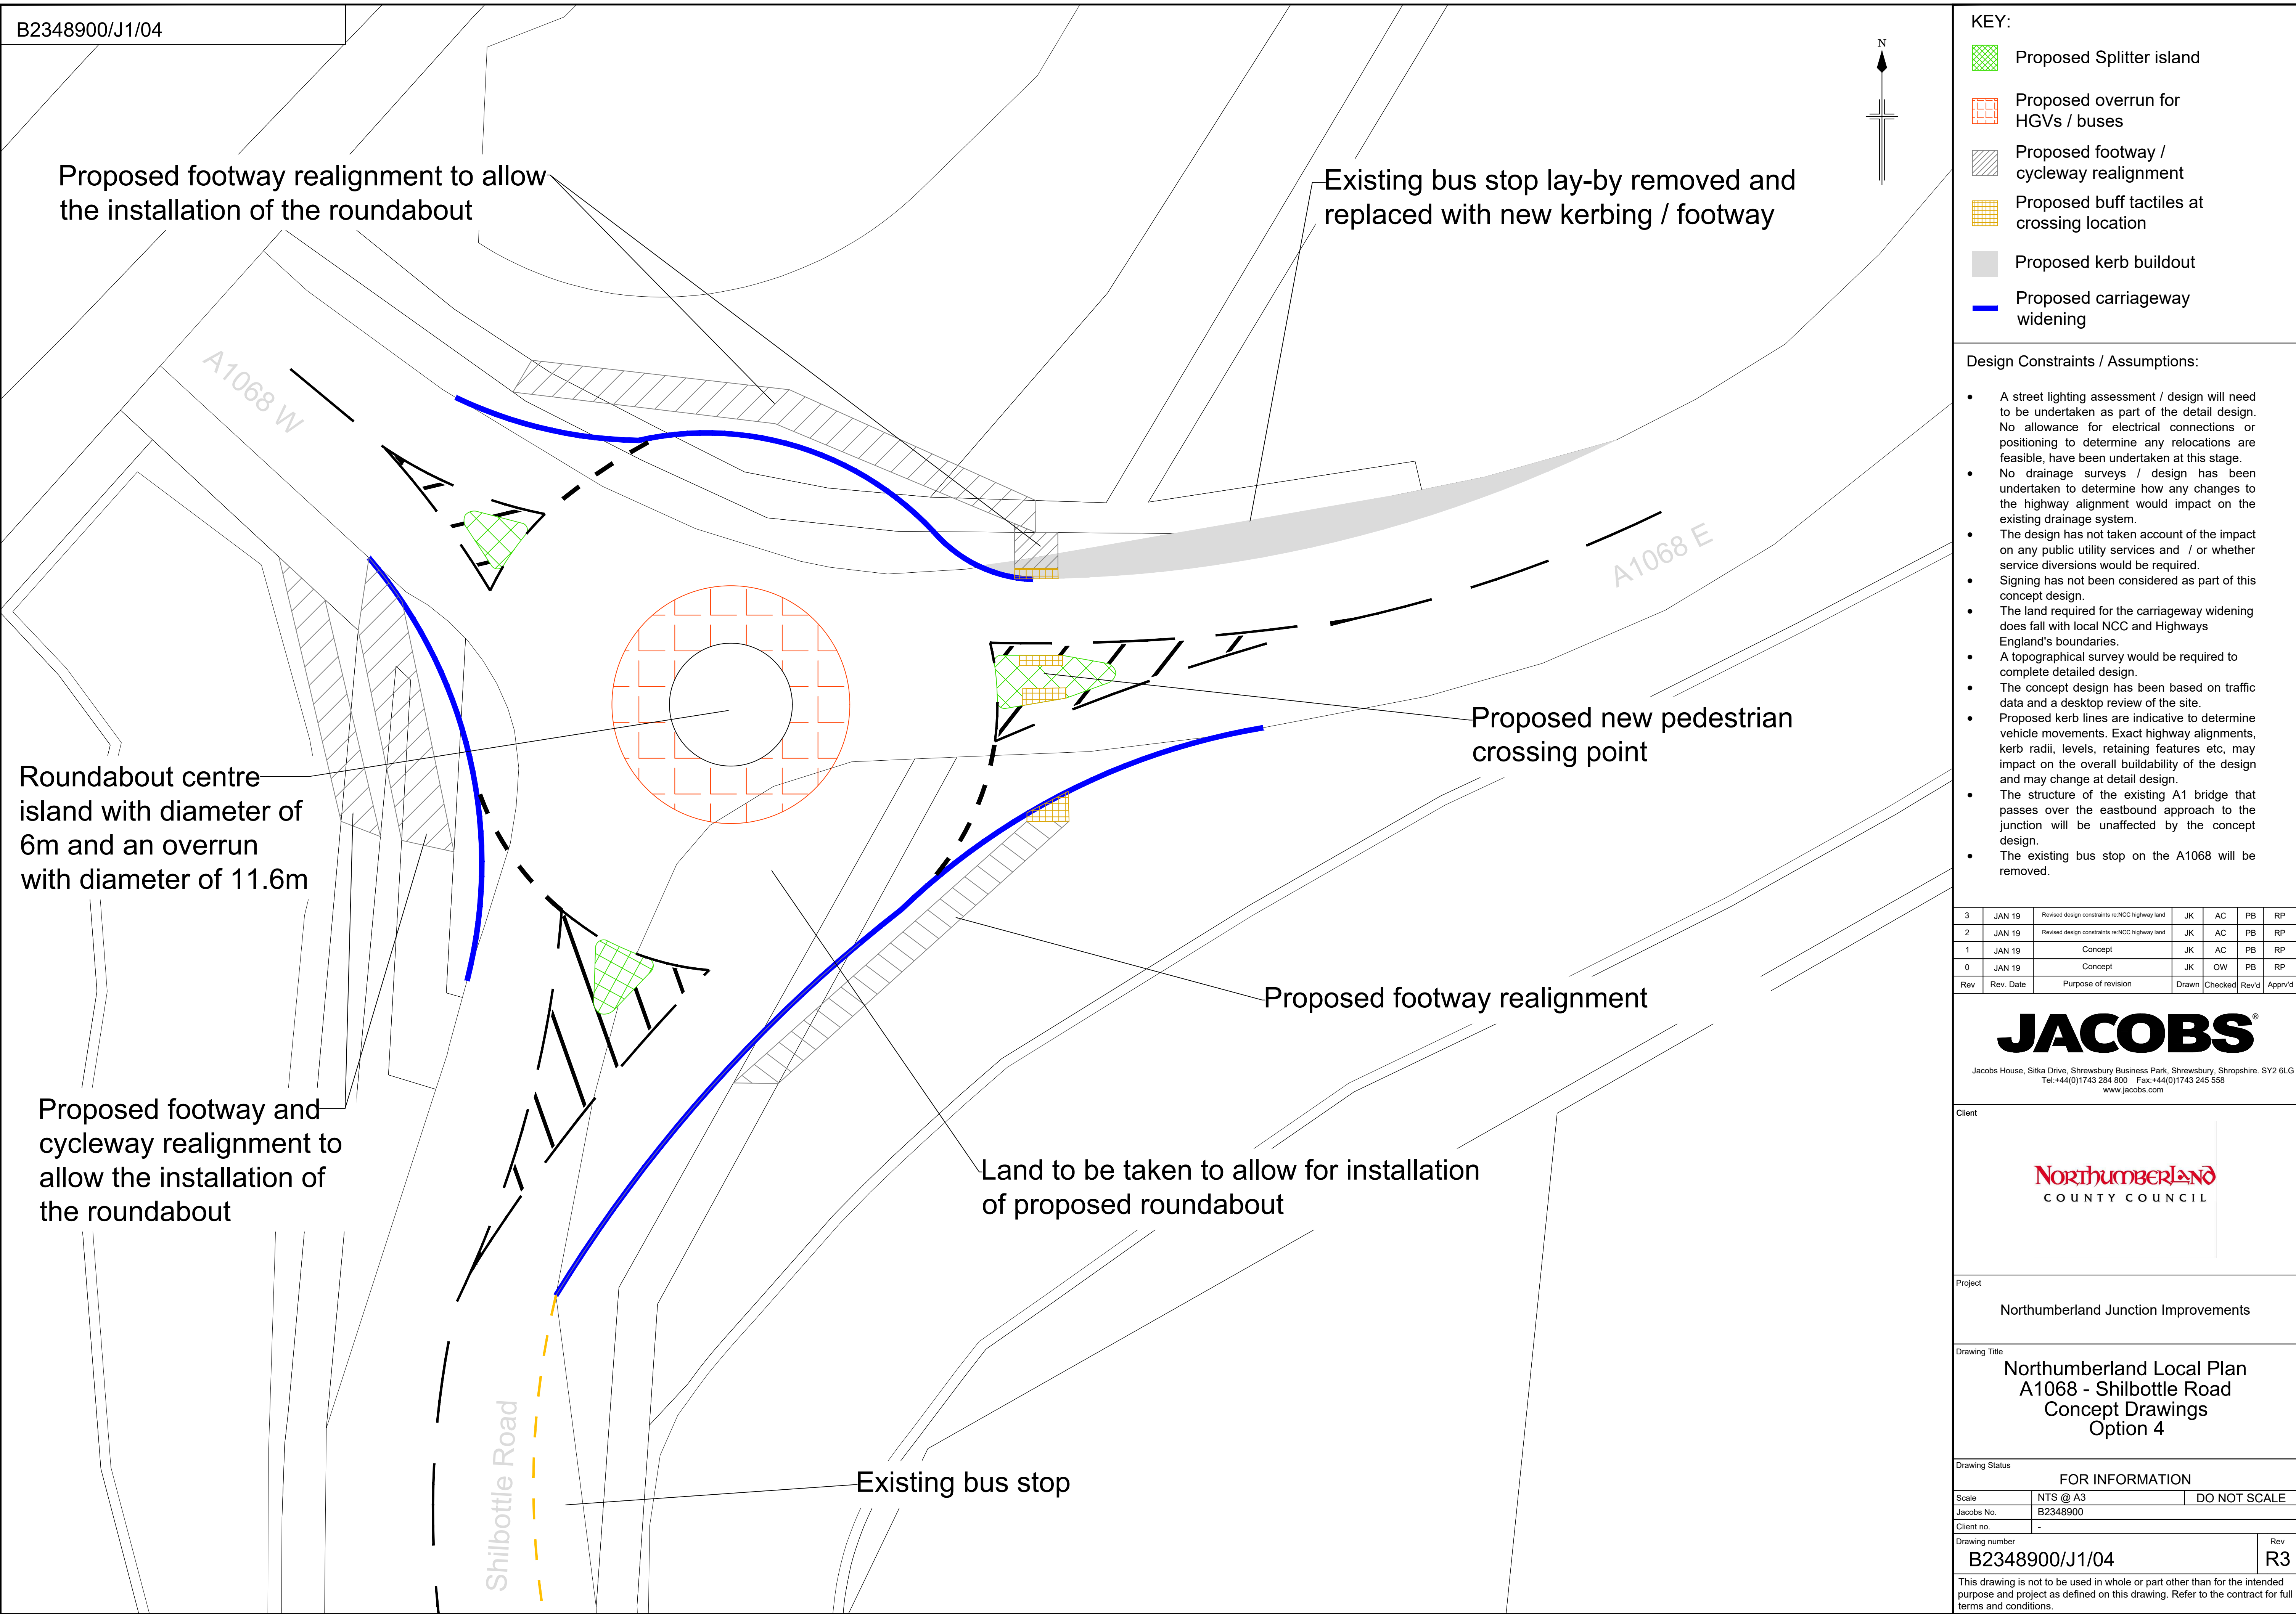 B2348900/J1/04
Proposed footway realignment to allow
the installation of the roundabout
Existing bus stop lay-by removed and
replaced with new kerbing / footway
N
A1068 W
A1068 E
Proposed new pedestrian
crossing point
Roundabout centre
island with diameter of
6m and an overrun
with diameter of 11.6m
Proposed footway realignment
Proposed footway and
cycleway realignment to
allow the installation of
the roundabout
Land to be taken to allow for installation
of proposed roundabout
Shilbottle Road
Existing bus stop
KEY:
Proposed Splitter island
Proposed overrun for
HGVs / buses
Proposed footway /
cycleway realignment
Proposed buff tactiles at
crossing location
Proposed kerb buildout
Proposed carriageway
widening
Design Constraints / Assumptions:
• A street lighting assessment / design will need
to be undertaken as part of the detail design.
No allowance for electrical connections or
positioning to determine any relocations are
feasible, have been undertaken at this stage.
• No drainage surveys / design has been
undertaken to determine how any changes to
the highway alignment would impact on the
existing drainage system.
• The design has not taken account of the impact
on any public utility services and / or whether
service diversions would be required.
• Signing has not been considered as part of this
concept design.
• The land required for the carriageway widening
does fall with local NCC and Highways
England's boundaries.
• A topographical survey would be required to
complete detailed design.
• The concept design has been based on traffic
data and a desktop review of the site.
• Proposed kerb lines are indicative to determine
vehicle movements. Exact highway alignments,
kerb radii, levels, retaining features etc, may
impact on the overall buildability of the design
and may change at detail design.
• The structure of the existing A1 bridge that
passes over the eastbound approach to the
junction will be unaffected by the concept
design.
• The existing bus stop on the A1068 will be
removed.
3 JAN 19 Revised design constraints re:NCC highway land JK AC PB RP
2 JAN 19 Revised design constraints re:NCC highway land JK AC PB RP
1 JAN 19 Concept JK AC PB RP
0 JAN 19 Concept JK OW PB RP
Rev Rev. Date Purpose of revision Drawn Checked Rev'd Apprv'd
JACOBS®
Jacobs House, Sitka Drive, Shrewsbury Business Park, Shrewsbury, Shropshire. SY2 6LG
Tel:+44(0)1743 284 800 Fax:+44(0)1743 245 558
www.jacobs.com
Client
NORTHUMBERLAND
COUNTY COUNCIL
Project
Northumberland Junction Improvements
Drawing Title
Northumberland Local Plan
A1068 - Shilbottle Road
Concept Drawings
Option 4
Drawing Status
FOR INFORMATION
Scale NTS @ A3 DO NOT SCALE
Jacobs No. B2348900
Client no. -
Drawing number Rev
B2348900/J1/04 R3
This drawing is not to be used in whole or part other than for the intended
purpose and project as defined on this drawing. Refer to the contract for full
terms and conditions.